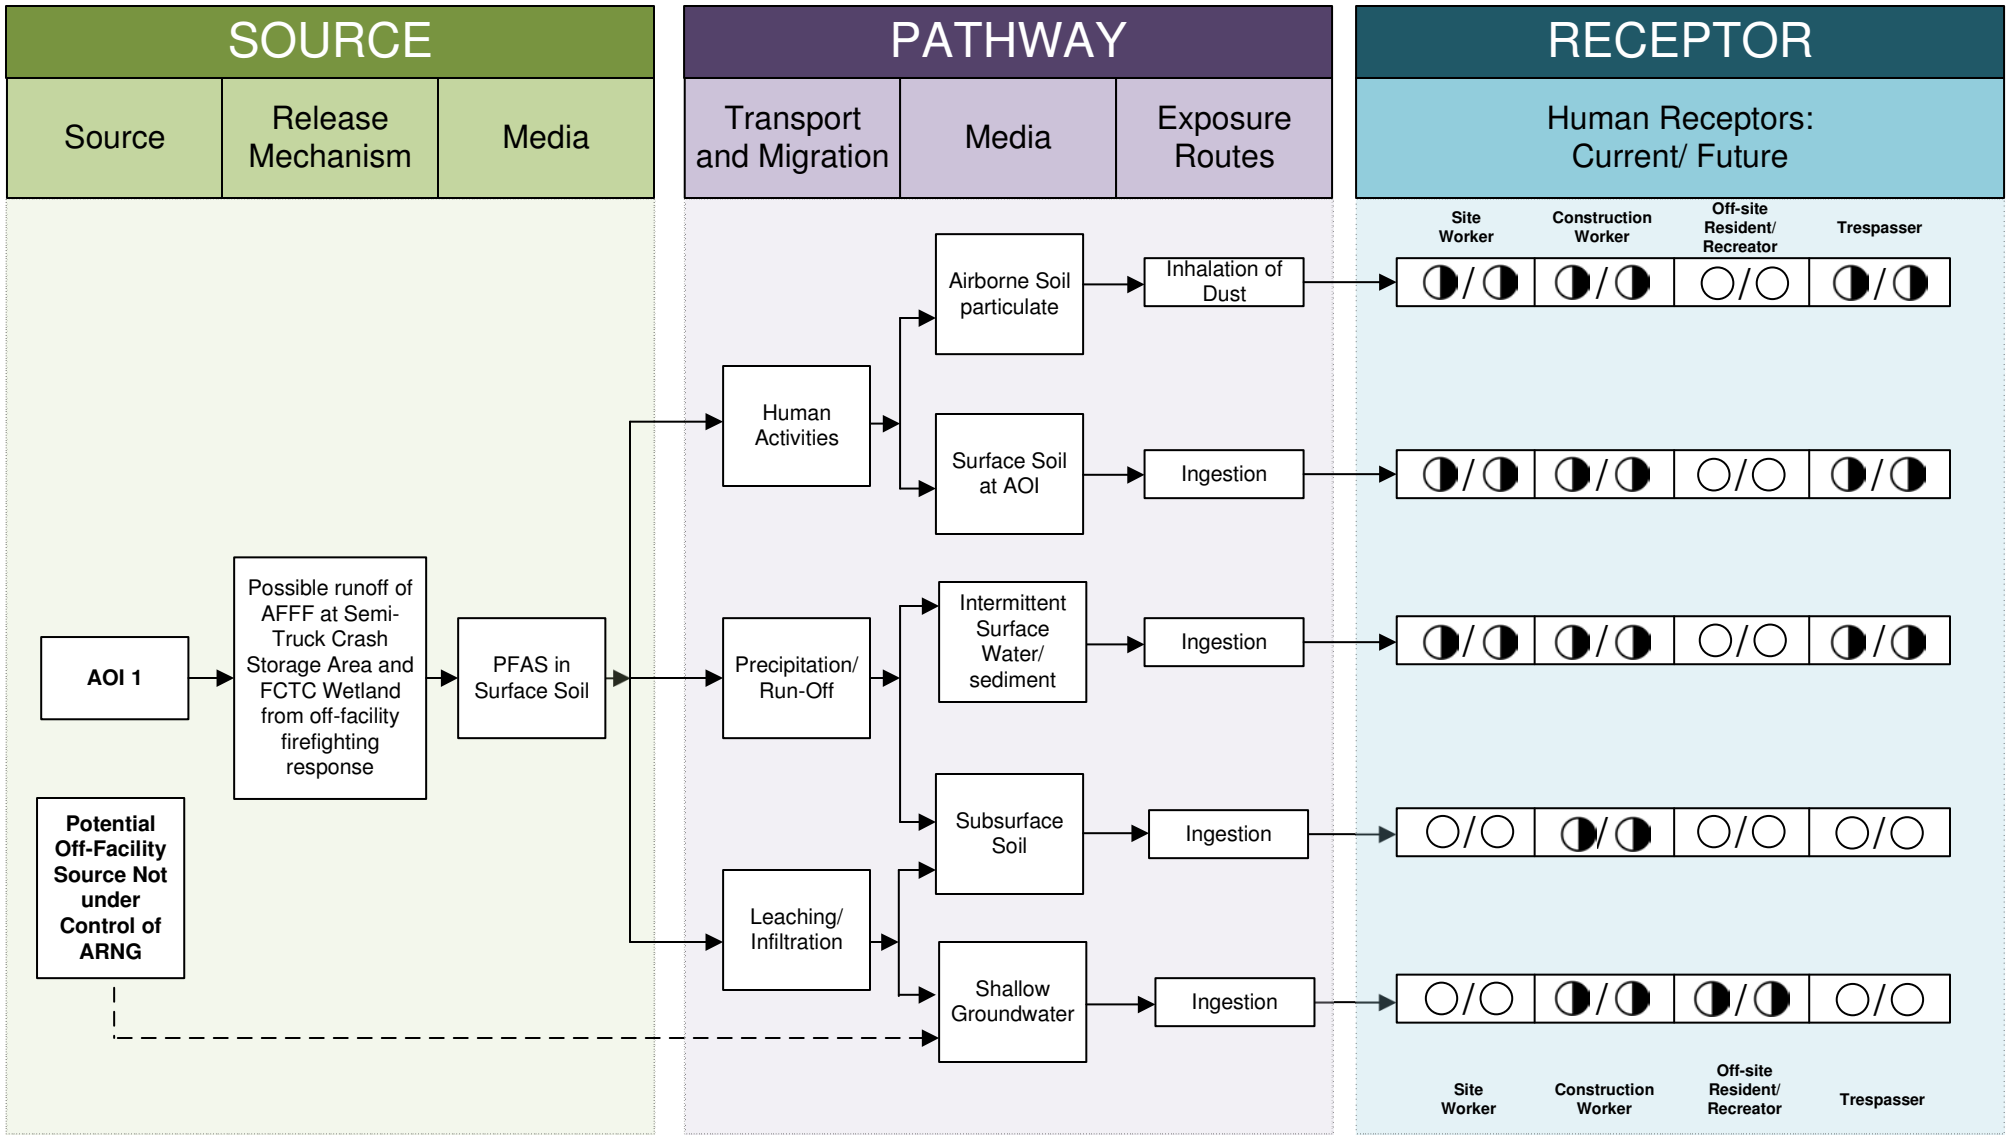 SOURCE
PATHWAY
RECEPTOR
Source
Release
Mechanism
Media
Transport
and Migration
Media
Exposure
Routes
Human Receptors:
Current/ Future
Site
Worker
Construction
Worker
Off-site
Resident/
Recreator
Trespasser
Airborne Soil
particulate
Inhalation of
Dust
/
/
/
/
Human
Activities
Surface Soil
at AOI
Ingestion
/
/
/
/
AOI 1
Possible runoff of
AFFF at Semi-
Truck Crash
Storage Area and
FCTC Wetland
from off-facility
firefighting
response
PFAS in
Surface Soil
Precipitation/
Run-Off
Intermittent
Surface
Water/
sediment
Ingestion
/
/
/
/
Potential
Off-Facility
Source Not
under
Control of
ARNG
Subsurface
Soil
Ingestion
/
/
/
/
Leaching/
Infiltration
Shallow
Groundwater
Ingestion
/
/
/
/
Site
Worker
Construction
Worker
Off-site
Resident/
Recreator
Trespasser